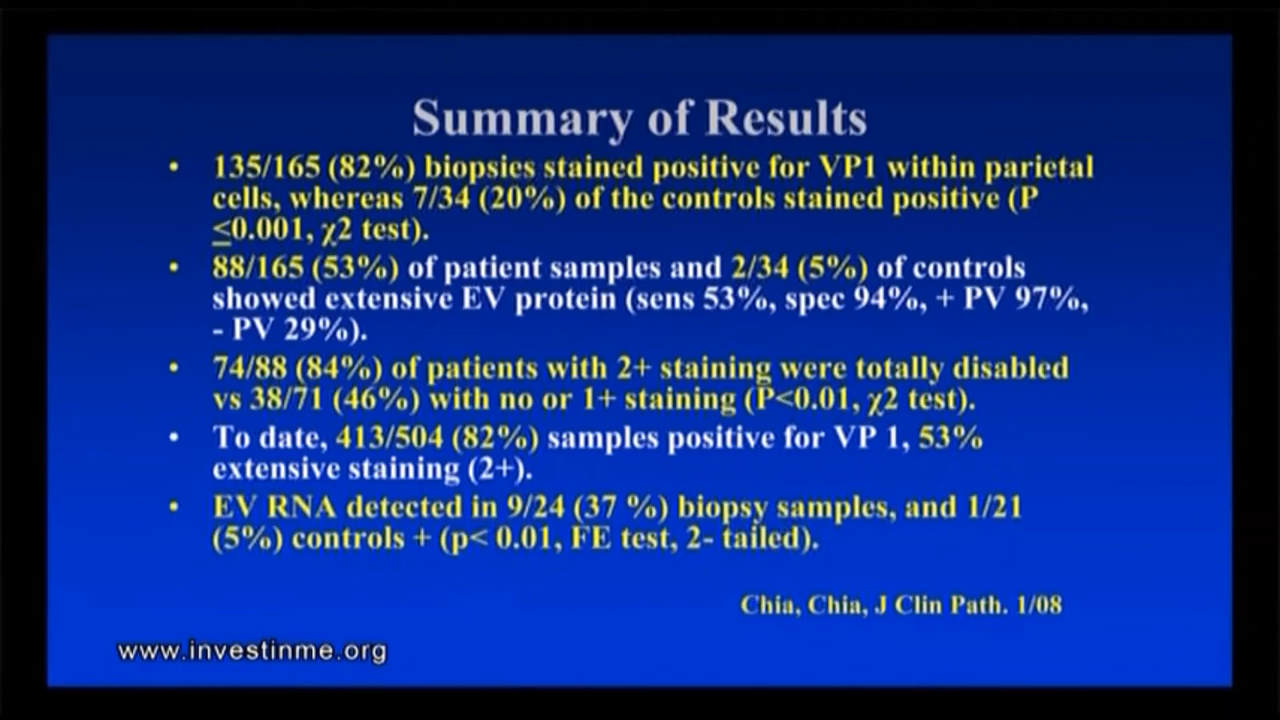 Summary of Results
• 135/165 (82%) biopsies stained positive for VP1 within parietal
cells, whereas 7/34 (20%) of the controls stained positive (P
≤0.001, χ2 test).
• 88/165 (53%) of patient samples and 2/34 (5%) of controls
showed extensive EV protein (sens 53%, spec 94%, + PV 97%,
- PV 29%).
• 74/88 (84%) of patients with 2+ staining were totally disabled
vs 38/71 (46%) with no or 1+ staining (P<0.01, χ2 test).
• To date, 413/504 (82%) samples positive for VP 1, 53%
extensive staining (2+).
• EV RNA detected in 9/24 (37 %) biopsy samples, and 1/21
(5%) controls + (p< 0.01, FE test, 2- tailed).
Chia, Chia, J Clin Path. 1/08
www.investinme.org